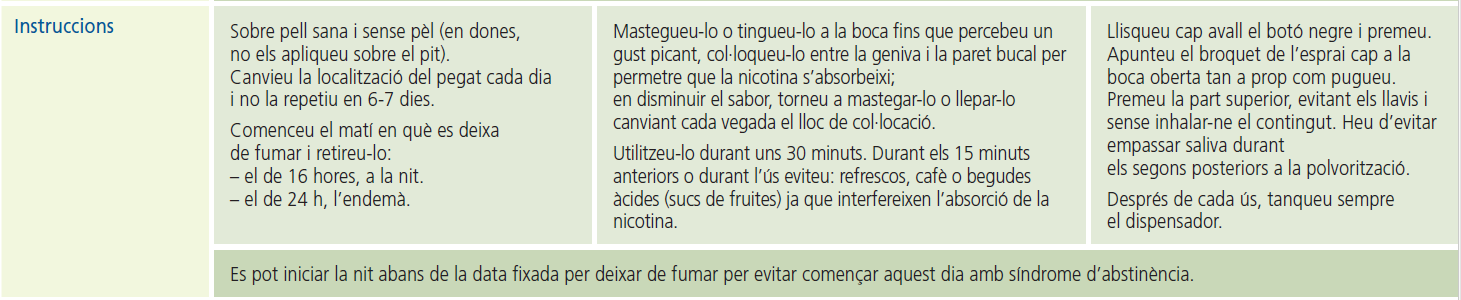 Instruccions
Sobre pell sana i sense pèl (en dones,
no els apliqueu sobre el pit).
Canvieu la localització del pegat cada dia
i no la repetiu en 6-7 dies.
Comenceu el matí en què es deixa
de fumar i retireu-lo:
– el de 16 hores, a la nit.
– el de 24 h, l’endemà.
Mastegueu-lo o tingueu-lo a la boca fins que percebeu un
gust picant, col·loqueu-lo entre la geniva i la paret bucal per
permetre que la nicotina s’absorbeixi;
en disminuir el sabor, torneu a mastegar-lo o llepar-lo
canviant cada vegada el lloc de col·locació.
Utilitzeu-lo durant uns 30 minuts. Durant els 15 minuts
anteriors o durant l’ús eviteu: refrescos, cafè o begudes
àcides (sucs de fruites) ja que interfereixen l’absorció de la
nicotina.
Llisqueu cap avall el botó negre i premeu.
Apunteu el broquet de l’esprai cap a la
boca oberta tan a prop com pugueu.
Premeu la part superior, evitant els llavis i
sense inhalar-ne el contingut. Heu d’evitar
empassar saliva durant
els segons posteriors a la polvorització.
Després de cada ús, tanqueu sempre
el dispensador.
Es pot iniciar la nit abans de la data fixada per deixar de fumar per evitar començar aquest dia amb síndrome d’abstinència.